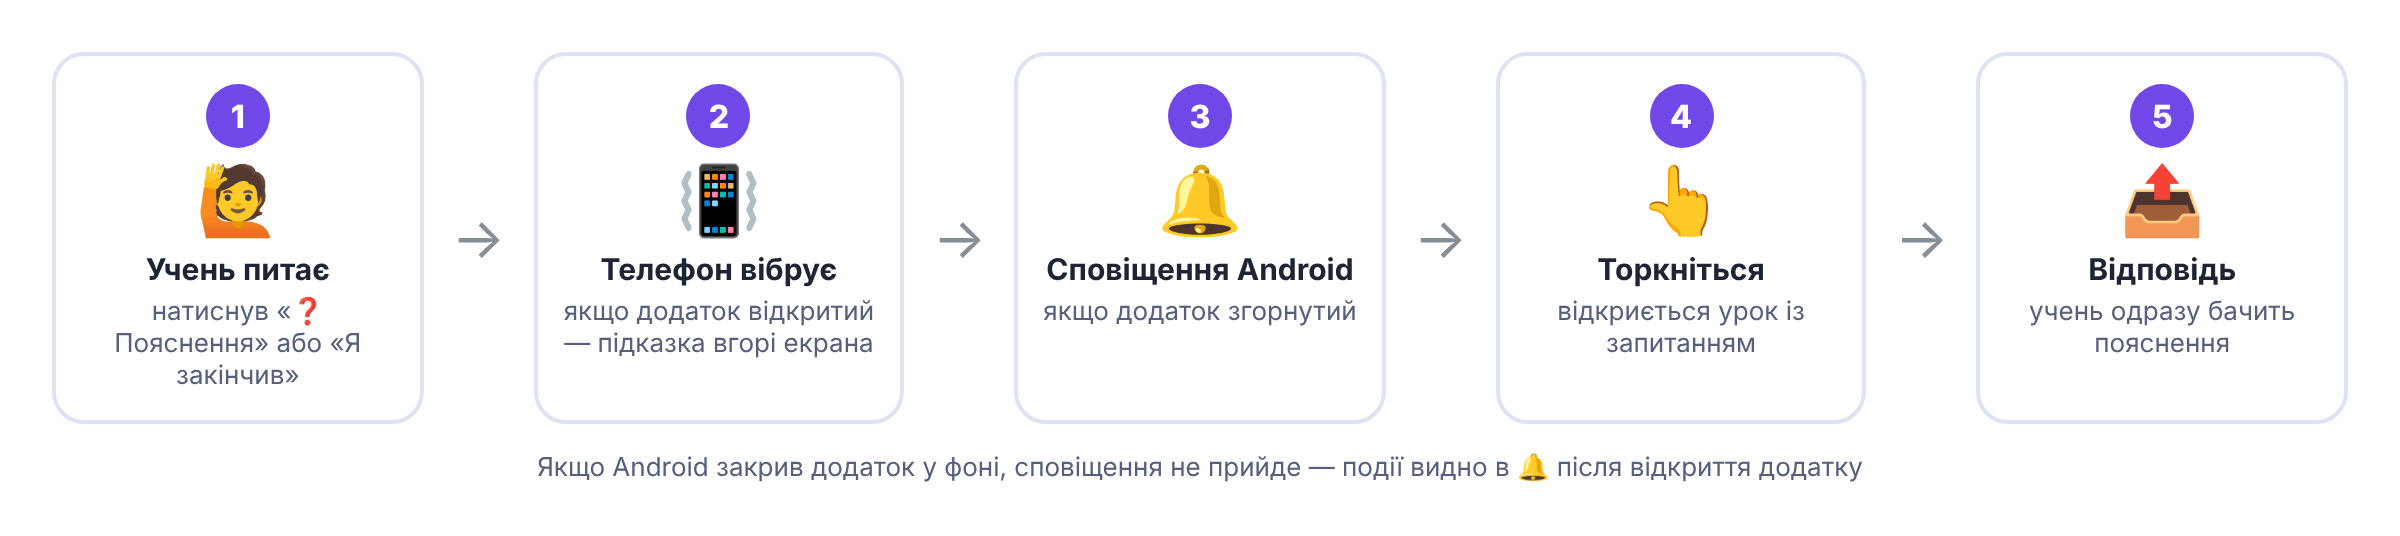 1
Учень питає
натиснув «❓
Пояснення» або «Я
закінчив»
2
Телефон вібрує
якщо додаток відкритий
— підказка вгорі екрана
3
Сповіщення Android
якщо додаток згорнутий
4
Торкніться
відкриється урок із
запитанням
5
Відповідь
учень одразу бачить
пояснення
Якщо Android закрив додаток у фоні, сповіщення не прийде — події видно в 🔔 після відкриття додатку